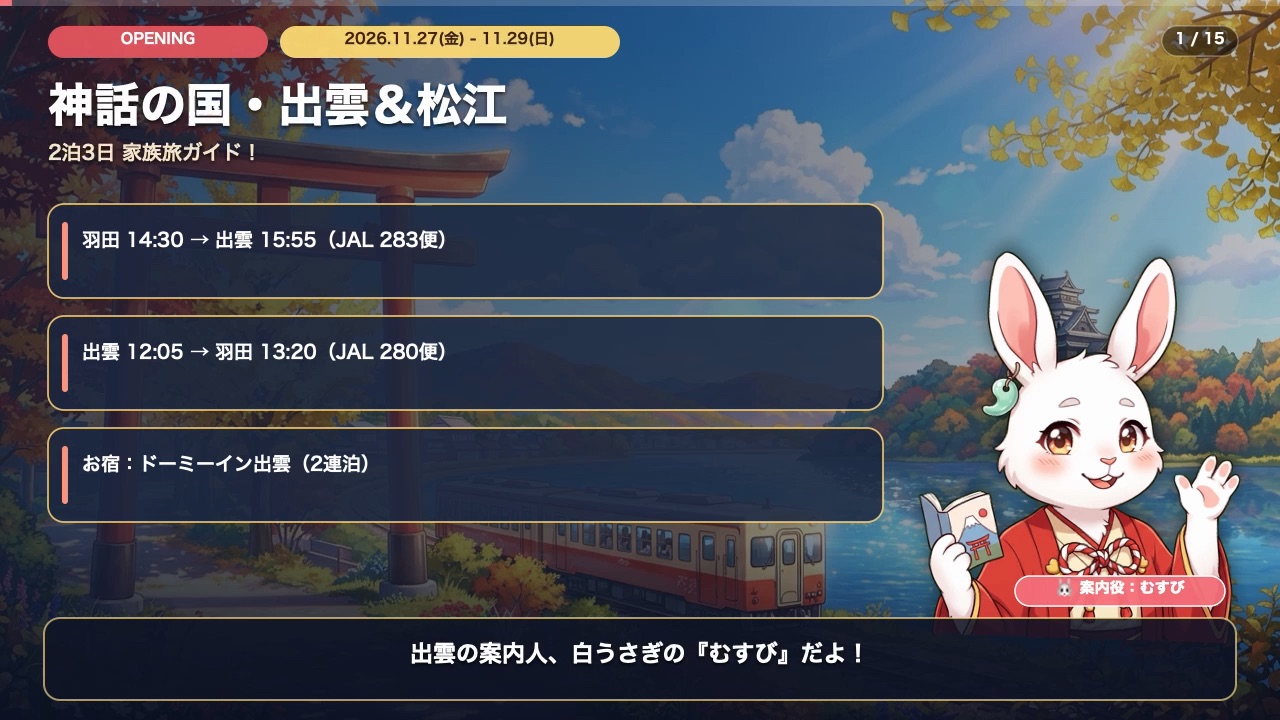 OPENING
2026.11.27(金) - 11.29(日)
1 / 15
神話の国・出雲＆松江
2泊3日 家族旅ガイド！
羽田 14:30 → 出雲 15:55（JAL 283便）
出雲 12:05 → 羽田 13:20（JAL 280便）
お宿：ドーミーイン出雲（2連泊）
🐰 案内役：むすび
出雲の案内人、白うさぎの『むすび』だよ！